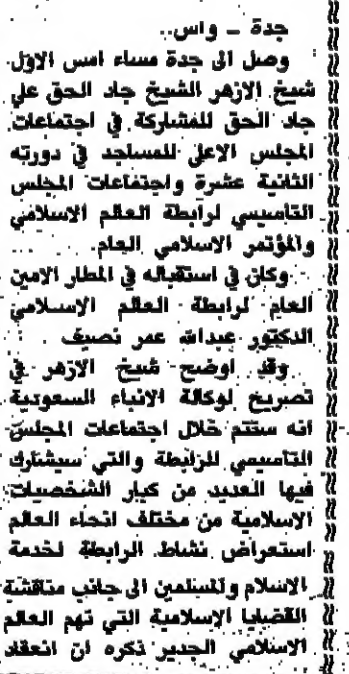 جدة ــ واس..
وصل الى جدة مساء امس الاول
شيخ الازهر الشيخ جاد الحق علي
جاد الحق للمشاركة في اجتماعات
المجلس الاعلى للمساجد في دورته
الثانية عشرة واجتماعات المجلس
التأسيسي لرابطة العالم الاسلامي
والمؤتمر الاسلامي العام.
وكان في استقباله في المطار الامين
العام لرابطة العالم الاسلامي
الدكتور عبدالله عمر نصيف .
وقد اوضح شيخ الازهر في
تصريح لوكالة الانباء السعودية
انه ستتم خلال اجتماعات المجلس
التأسيسي للرابطة والتي سيشارك
فيها العديد من كبار الشخصيات
الاسلامية من مختلف انحاء العالم
استعراض نشاط الرابطة لخدمة
الاسلام والمسلمين الى جانب مناقشة
القضايا الاسلامية التي تهم العالم
الاسلامي الجدير ذكره ان انعقاد